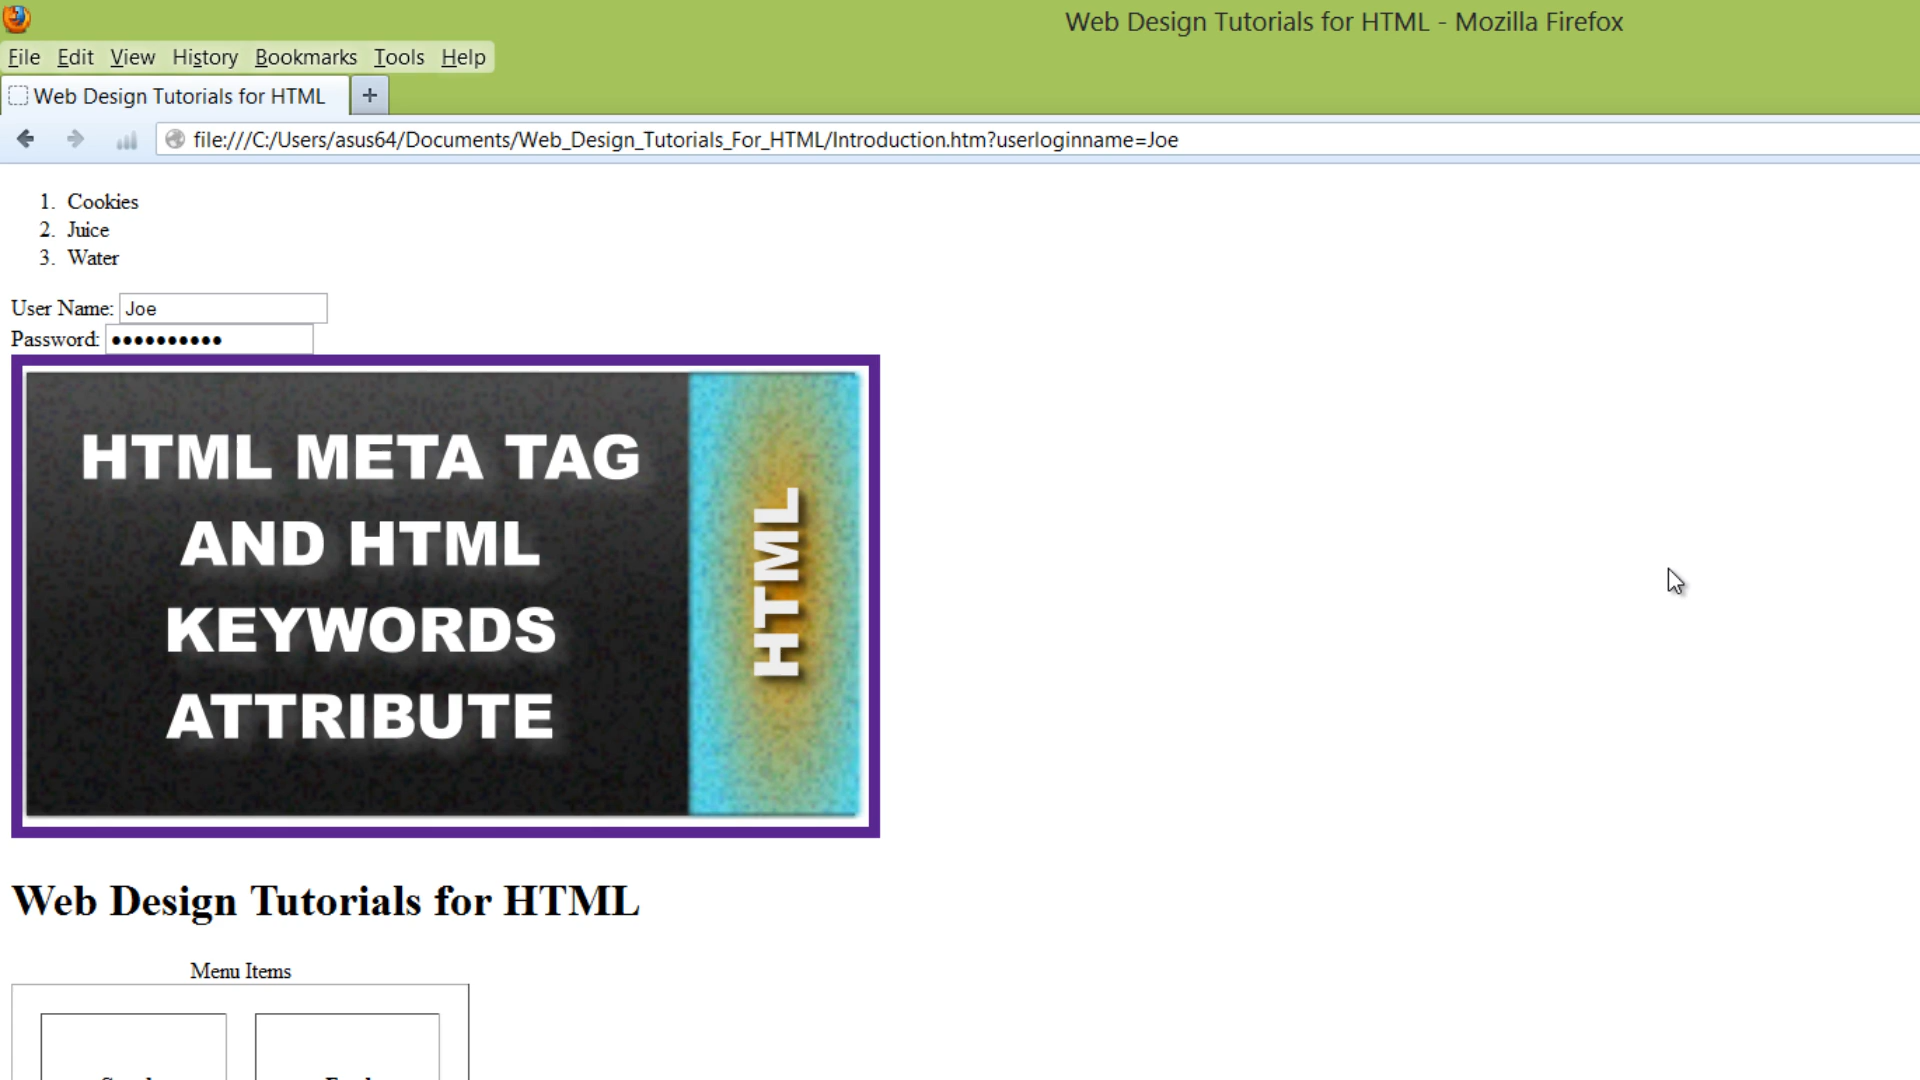 Web Design Tutorials for HTML - Mozilla Firefox
File Edit View History Bookmarks Tools Help
Web Design Tutorials for HTML +
file:///C:/Users/asus64/Documents/Web_Design_Tutorials_For_HTML/Introduction.htm?userloginname=Joe
1. Cookies
2. Juice
3. Water
User Name: Joe
Password: ••••••••••
HTML META TAG
AND HTML
KEYWORDS
ATTRIBUTE
HTML
Web Design Tutorials for HTML
Menu Items